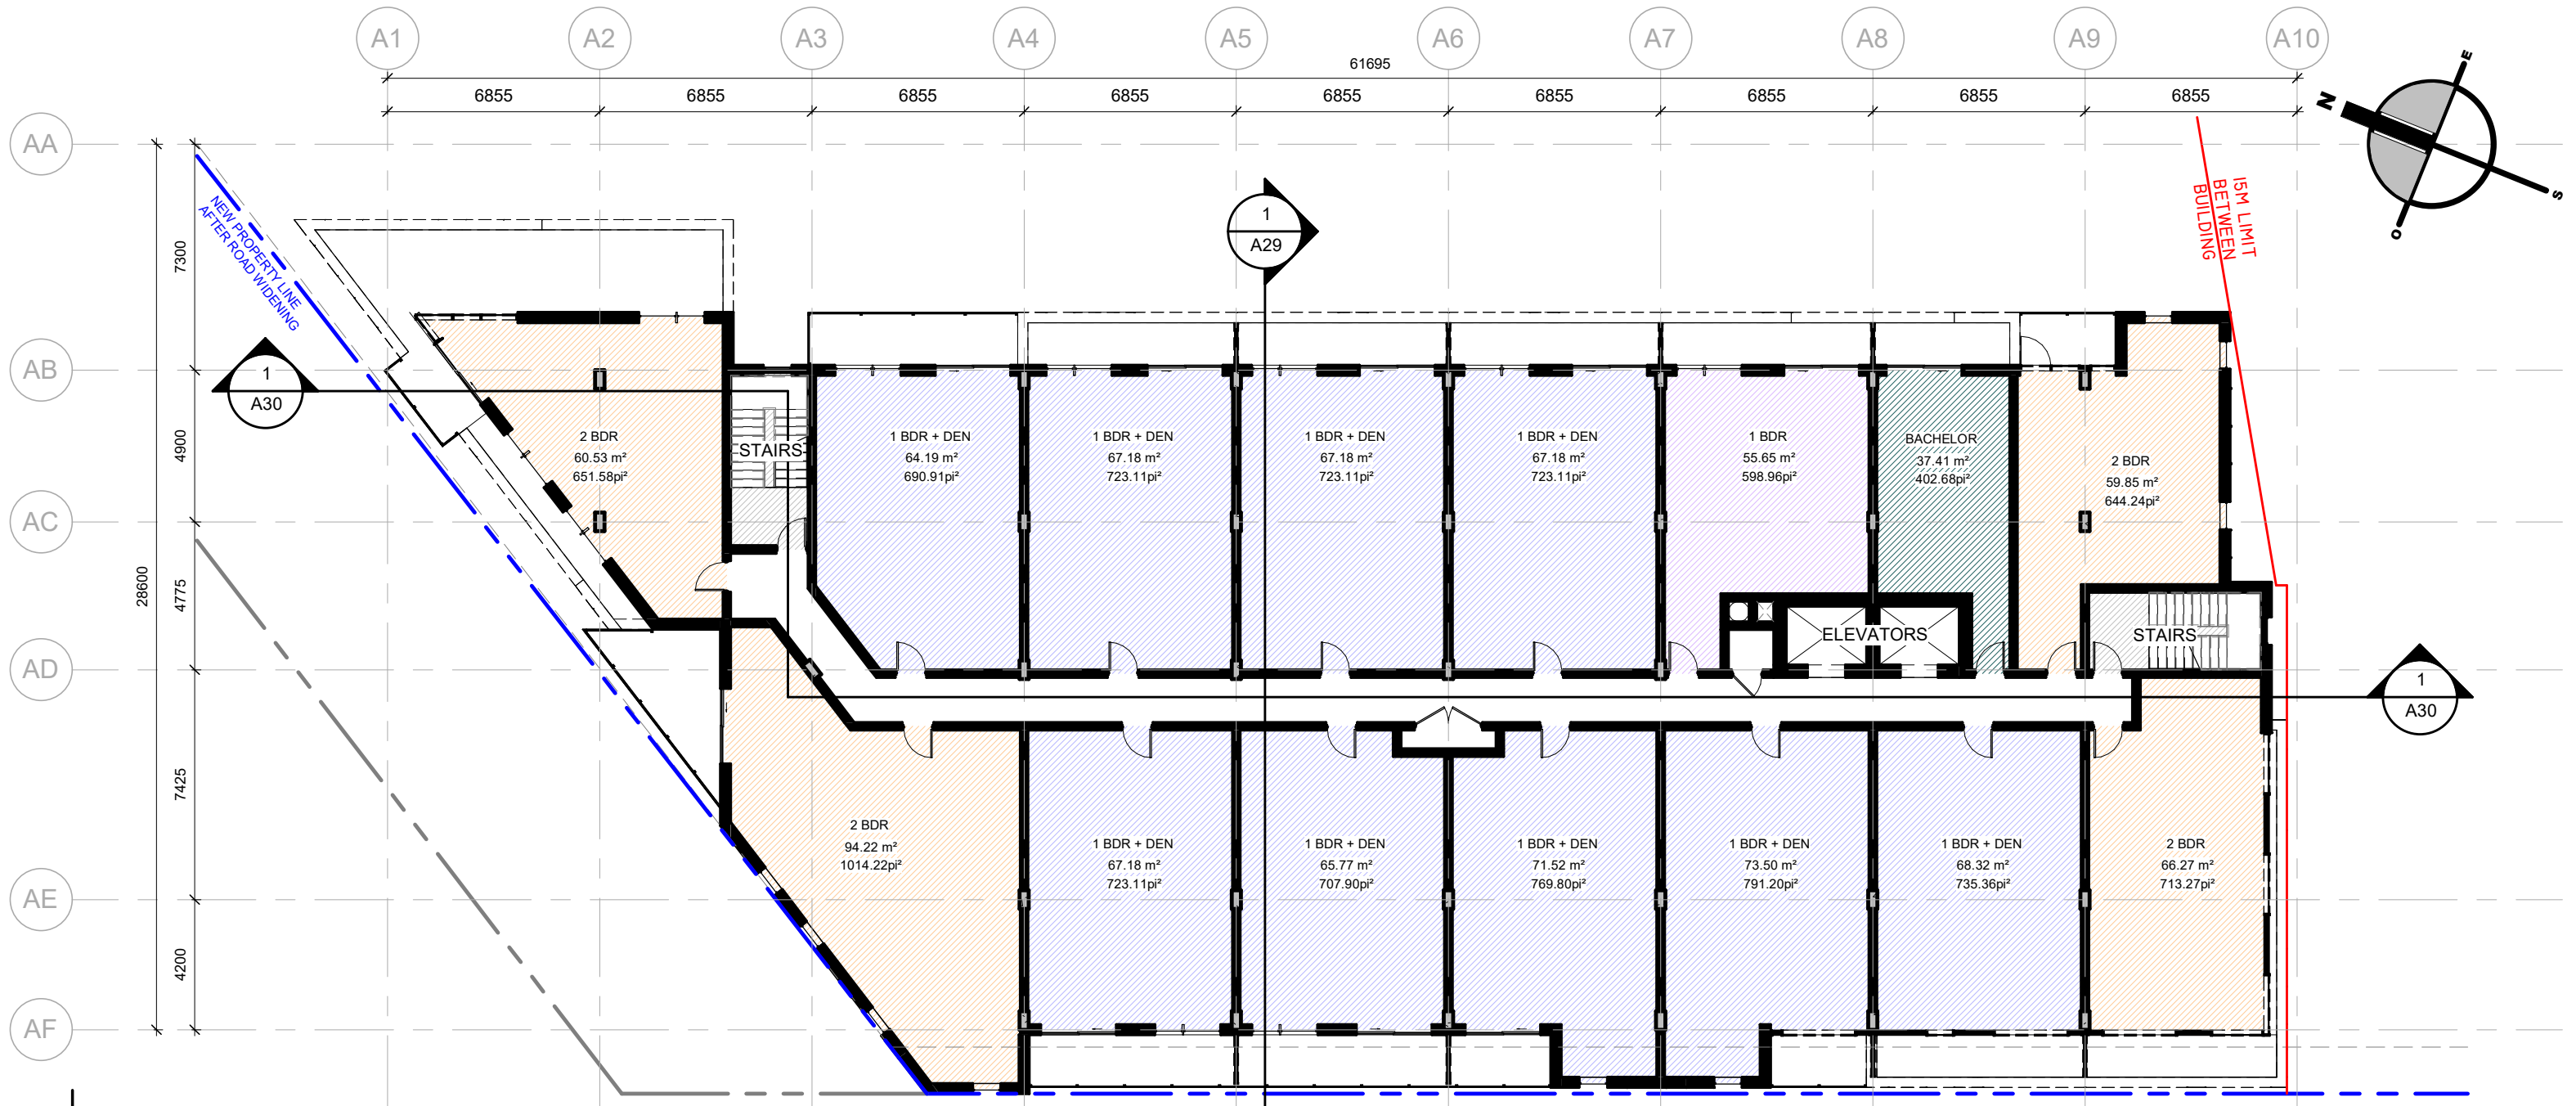 A1 A2 A3 A4 A5 A6 A7 A8 A9 A10
61695
6855 6855 6855 6855 6855 6855 6855 6855 6855
AA
AB
AC
AD
AE
AF
28600
7300
4900
4775
7425
4200
N
E
S
O
NEW PROPERTY LINE
AFTER ROAD WIDENING
15M LIMIT
BETWEEN
BUILDING
1
A29
1
A30
1
A30
2 BDR
60.53 m²
651.58pi²
STAIRS
1 BDR + DEN
64.19 m²
690.91pi²
1 BDR + DEN
67.18 m²
723.11pi²
1 BDR + DEN
67.18 m²
723.11pi²
1 BDR + DEN
67.18 m²
723.11pi²
1 BDR
55.65 m²
598.96pi²
BACHELOR
37.41 m²
402.68pi²
2 BDR
59.85 m²
644.24pi²
ELEVATORS
STAIRS
2 BDR
94.22 m²
1014.22pi²
1 BDR + DEN
67.18 m²
723.11pi²
1 BDR + DEN
65.77 m²
707.90pi²
1 BDR + DEN
71.52 m²
769.80pi²
1 BDR + DEN
73.50 m²
791.20pi²
1 BDR + DEN
68.32 m²
735.36pi²
2 BDR
66.27 m²
713.27pi²